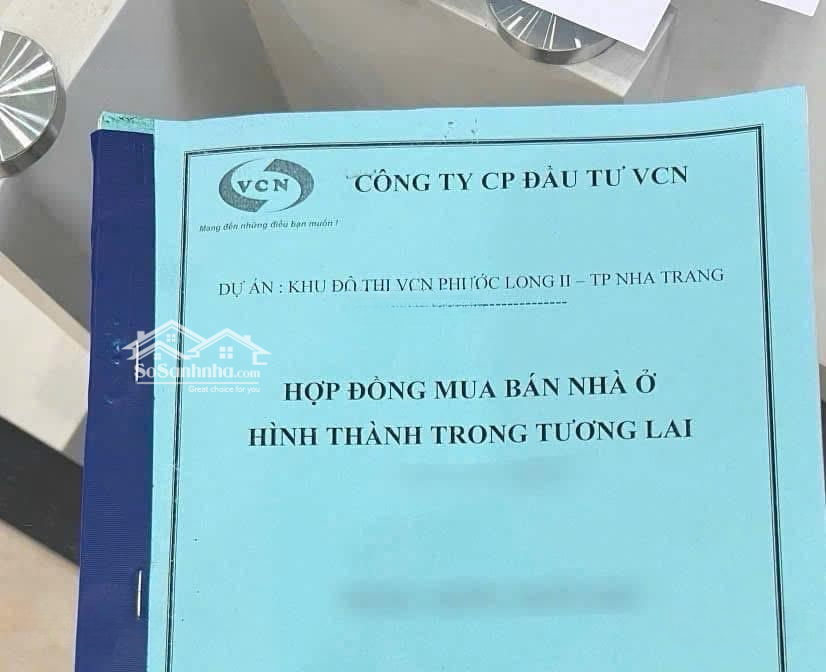 VCN
CÔNG TY CP ĐẦU TƯ VCN
Mang đến những điều bạn muốn !
DỰ ÁN : KHU ĐÔ THỊ VCN PHƯỚC LONG II – TP NHA TRANG
SoSanhnha.com
Great choice for you
HỢP ĐỒNG MUA BÁN NHÀ Ở
HÌNH THÀNH TRONG TƯƠNG LAI